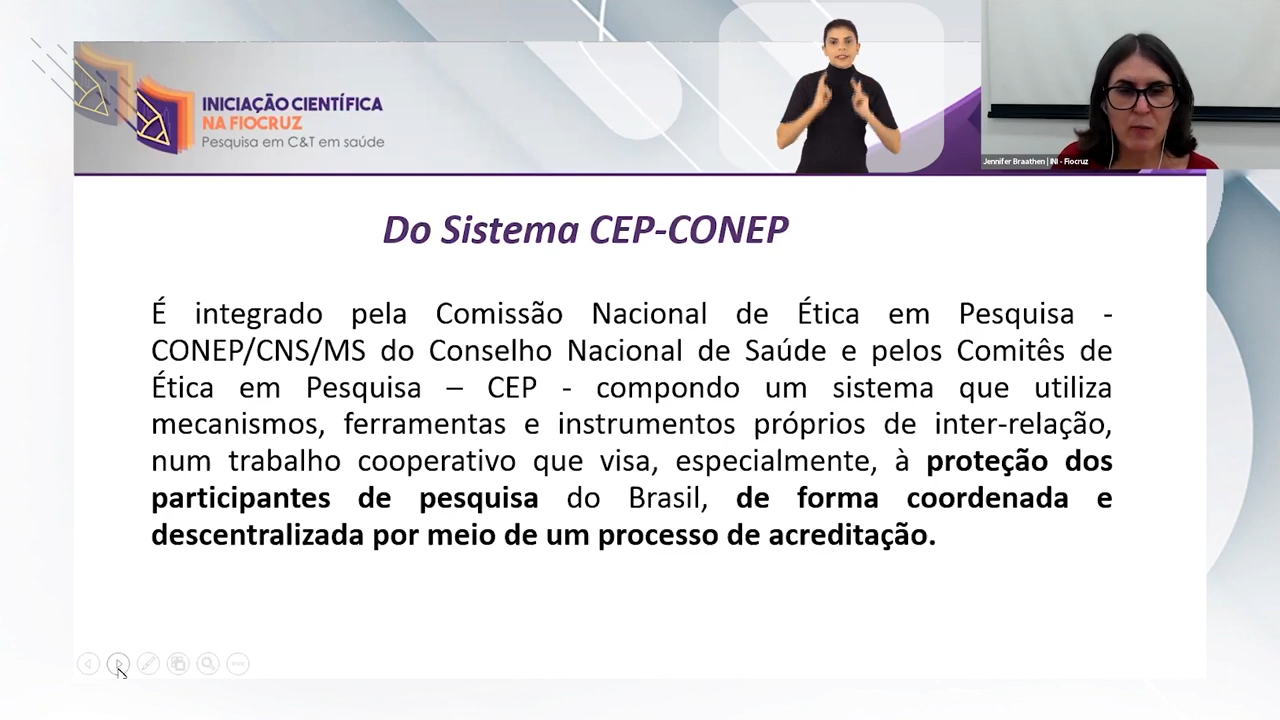 INICIAÇÃO CIENTÍFICA
NA FIOCRUZ
Pesquisa em C&T em saúde
Jennifer Braathen | INI - Fiocruz
Do Sistema CEP-CONEP
É integrado pela Comissão Nacional de Ética em Pesquisa -
CONEP/CNS/MS do Conselho Nacional de Saúde e pelos Comitês de
Ética em Pesquisa – CEP - compondo um sistema que utiliza
mecanismos, ferramentas e instrumentos próprios de inter-relação,
num trabalho cooperativo que visa, especialmente, à proteção dos
participantes de pesquisa do Brasil, de forma coordenada e
descentralizada por meio de um processo de acreditação.